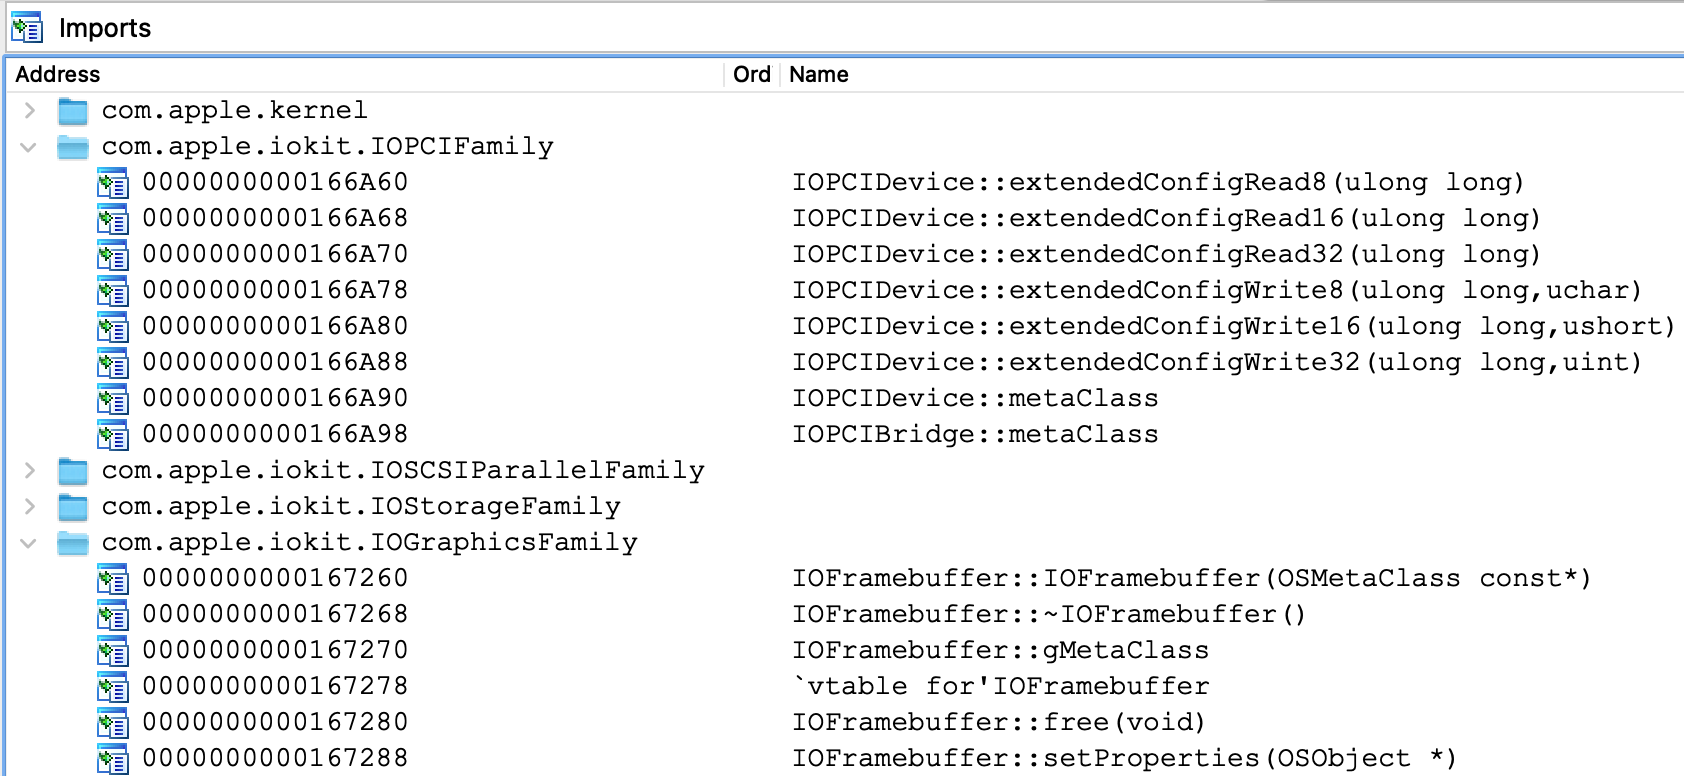 Imports
Address Ord Name
com.apple.kernel
com.apple.iokit.IOPCIFamily
0000000000166A60 IOPCIDevice::extendedConfigRead8(ulong long)
0000000000166A68 IOPCIDevice::extendedConfigRead16(ulong long)
0000000000166A70 IOPCIDevice::extendedConfigRead32(ulong long)
0000000000166A78 IOPCIDevice::extendedConfigWrite8(ulong long,uchar)
0000000000166A80 IOPCIDevice::extendedConfigWrite16(ulong long,ushort)
0000000000166A88 IOPCIDevice::extendedConfigWrite32(ulong long,uint)
0000000000166A90 IOPCIDevice::metaClass
0000000000166A98 IOPCIBridge::metaClass
com.apple.iokit.IOSCSIParallelFamily
com.apple.iokit.IOStorageFamily
com.apple.iokit.IOGraphicsFamily
0000000000167260 IOFramebuffer::IOFramebuffer(OSMetaClass const*)
0000000000167268 IOFramebuffer::~IOFramebuffer()
0000000000167270 IOFramebuffer::gMetaClass
0000000000167278 `vtable for'IOFramebuffer
0000000000167280 IOFramebuffer::free(void)
0000000000167288 IOFramebuffer::setProperties(OSObject *)